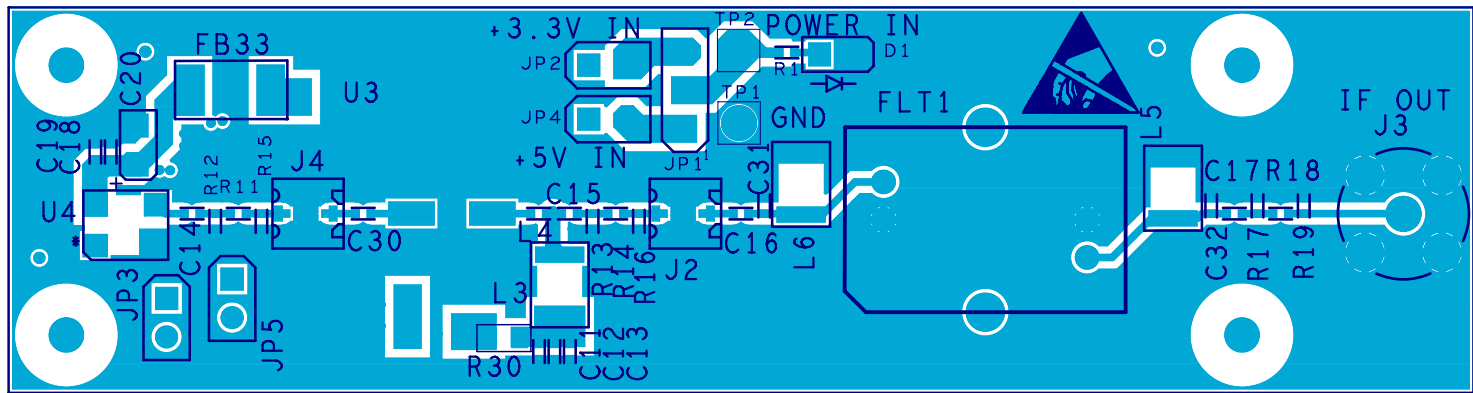 +3.3V IN
TP2
POWER IN
FB33
JP2
R1
D1
C20
U3
TP1
FLT1
JP4
GND
IF OUT
J3
L5
C19
C18
+5V IN
JP1
1
R12
R15
J4
C31
C17
R18
+
R11
C15
U4
*
C14
C30
L4
C16
L6
C32
R17
R19
J2
R13
R14
R16
JP3
L3
JP5
R30
C11
C12
C13